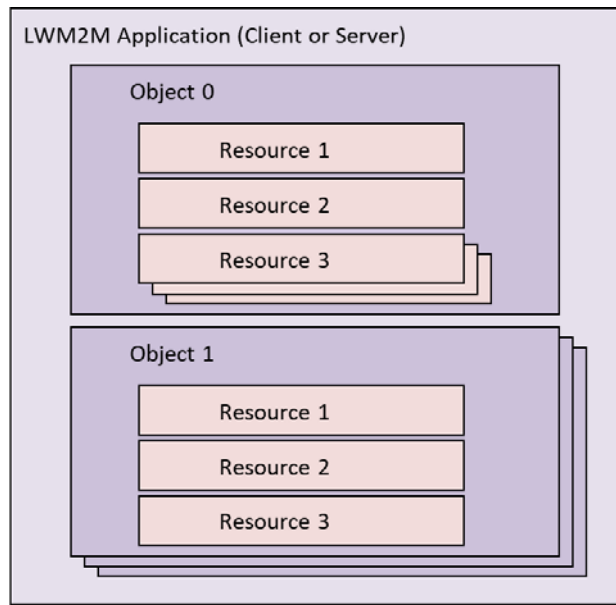 LWM2M Application (Client or Server)
Object 0
Resource 1
Resource 2
Resource 3
Object 1
Resource 1
Resource 2
Resource 3